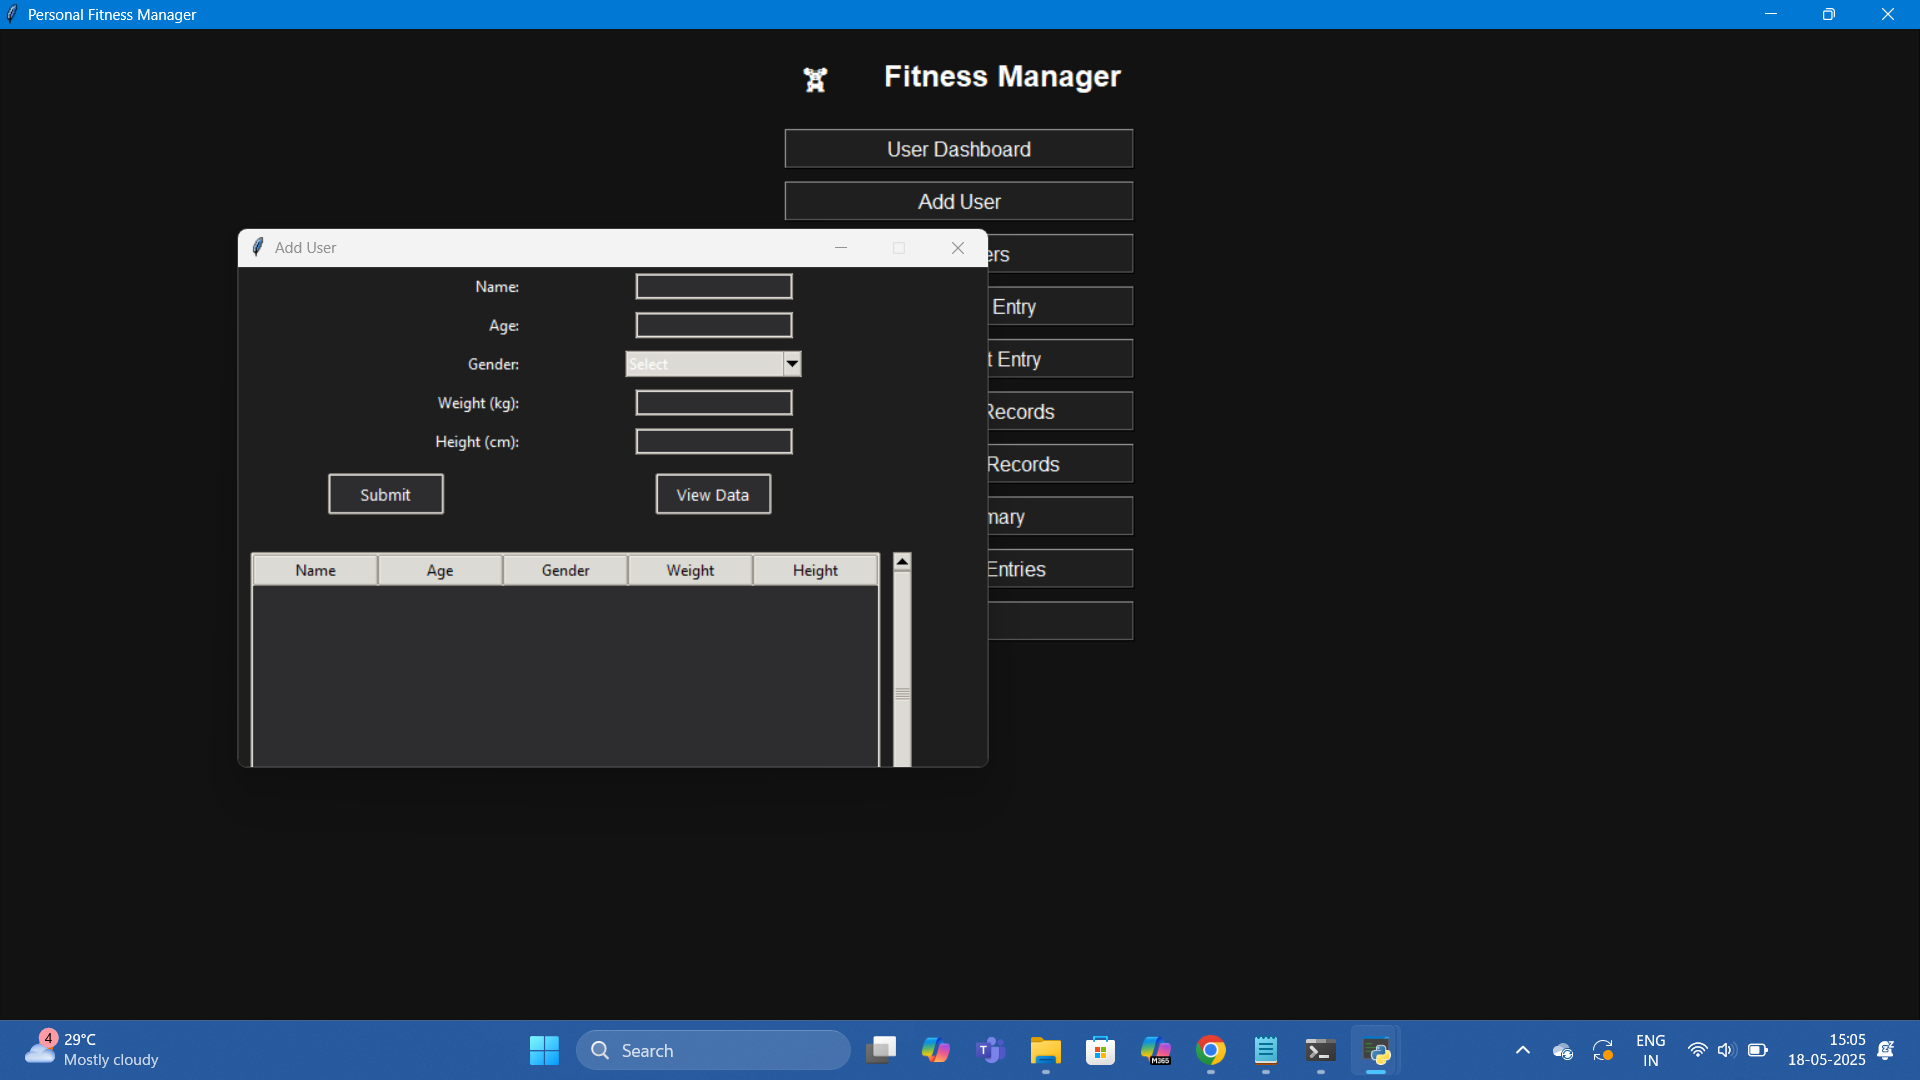 Personal Fitness Manager
Fitness Manager
User Dashboard
Add User
Add User
Name:
Age:
Gender:
Select
Weight (kg):
Height (cm):
Submit
View Data
Name Age Gender Weight Height
ers
Entry
t Entry
Records
Records
mary
Entries
4
29°C
Mostly cloudy
Search
T
M365
ENG
IN
15:05
18-05-2025